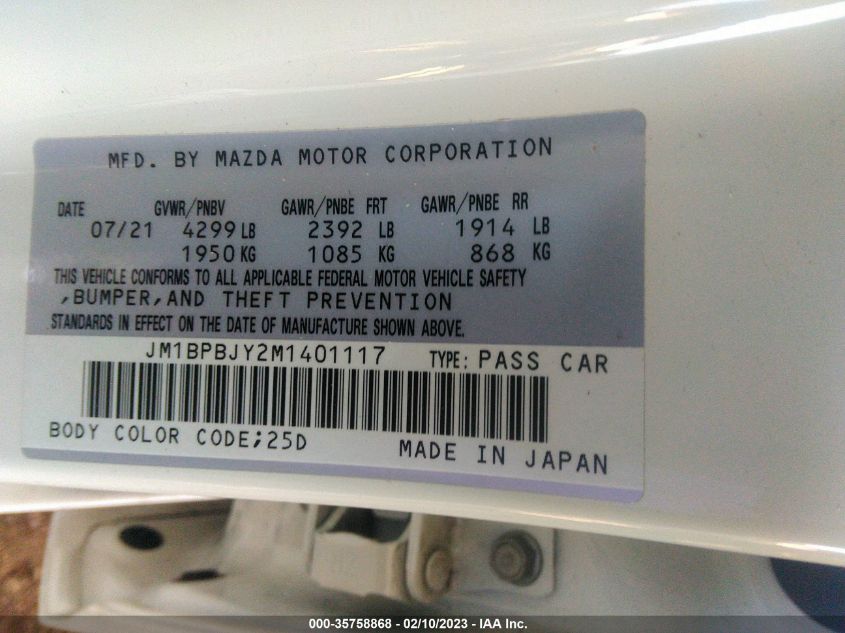 MFD. BY MAZDA MOTOR CORPORATION
DATE GVWR/PNBV GAWR/PNBE FRT GAWR/PNBE RR
07/21 4299 LB 2392 LB 1914 LB
1950 KG 1085 KG 868 KG
THIS VEHICLE CONFORMS TO ALL APPLICABLE FEDERAL MOTOR VEHICLE SAFETY
,BUMPER,AND THEFT PREVENTION
STANDARDS IN EFFECT ON THE DATE OF MANUFACTURE SHOWN ABOVE.
JM1BPBJY2M1401117 TYPE: PASS CAR
BODY COLOR CODE;25D
MADE IN JAPAN
000-35758868 - 02/10/2023 - IAA Inc.